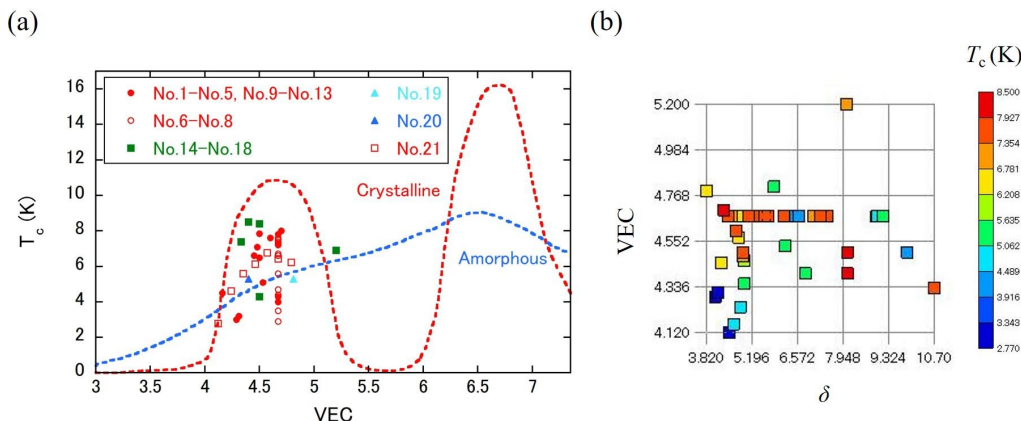 (a)
(b)
T_c (K)
16
14
12
10
8
6
4
2
0
No.1−No.5, No.9−No.13
No.6−No.8
No.14−No.18
No.19
No.20
No.21
Crystalline
Amorphous
3
3.5
4
4.5
5
5.5
6
6.5
7
VEC
VEC
5.200
4.984
4.768
4.552
4.336
4.120
3.820
5.196
6.572
7.948
9.324
10.70
δ
T_c (K)
8.500
7.927
7.354
6.781
6.208
5.635
5.062
4.489
3.916
3.343
2.770